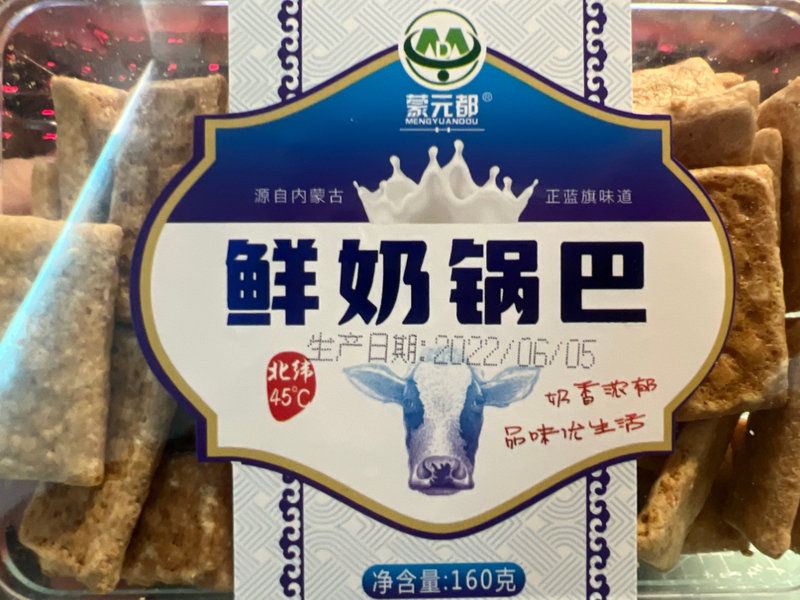 ADA
蒙元都®
MENGYUANDOU
源自内蒙古
正蓝旗味道
鲜奶锅巴
生产日期:2022/06/05
北纬
45℃
奶香浓郁
品味优生活
净含量:160克